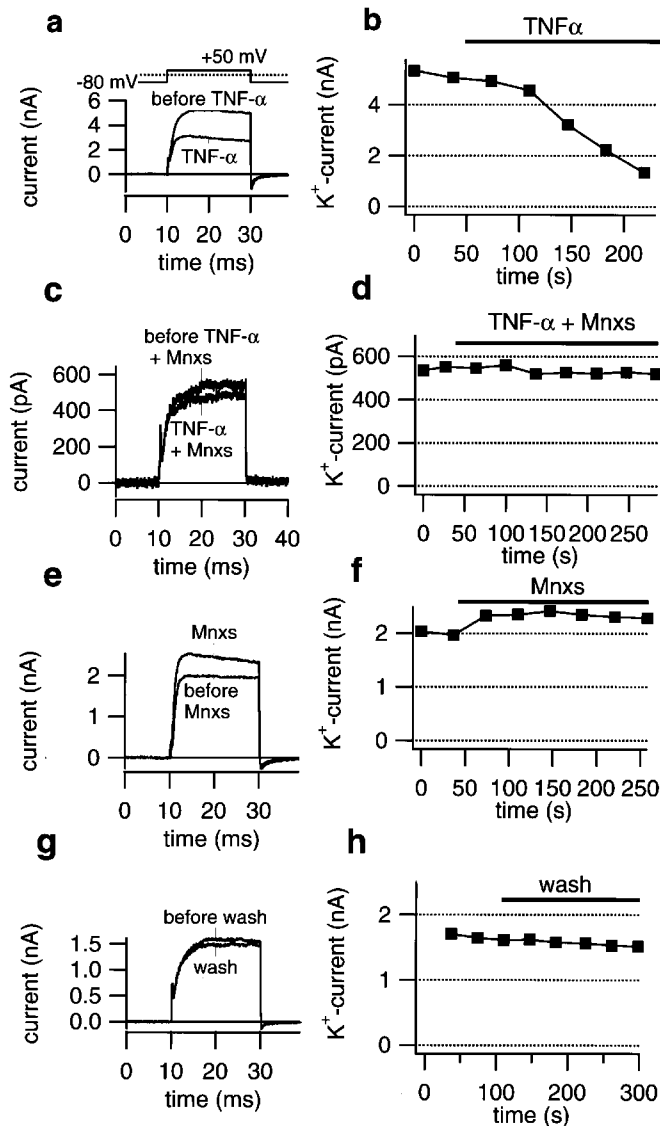 a
+50 mV
-80 mV
before TNF-α
TNF-α
current (nA)
6
4
2
0
0 10 20 30
time (ms)
b
TNFα
K+-current (nA)
4
2
0
0 50 100 150 200
time (s)
c
before TNF-α
+ Mnxs
TNF-α
+ Mnxs
current (pA)
600
400
200
0
0 10 20 30 40
time (ms)
d
TNF-α + Mnxs
K+-current (pA)
600
400
200
0
0 50 100 150 200 250
time (s)
e
Mnxs
before
Mnxs
current (nA)
2
1
0
0 10 20 30
time (ms)
f
Mnxs
K+-current (nA)
2
1
0
0 50 100 150 200 250
time (s)
g
before wash
wash
current (nA)
1.5
1.0
0.5
0.0
0 10 20 30
time (ms)
h
wash
K+-current (nA)
2
1
0
0 100 200 300
time (s)